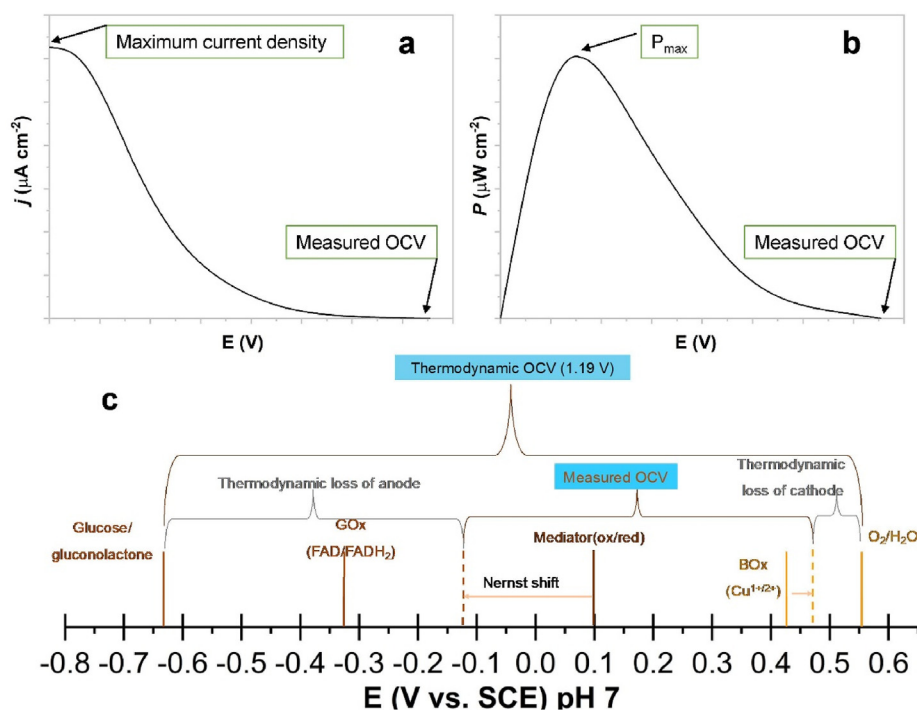 Maximum current density
a
Measured OCV
j (µA cm-2)
E (V)
Pmax
b
Measured OCV
P (µW cm-2)
E (V)
Thermodynamic OCV (1.19 V)
c
Thermodynamic loss of anode
Measured OCV
Thermodynamic
loss of cathode
Glucose/
gluconolactone
GOx
(FAD/FADH2)
Mediator(ox/red)
O2/H2O
Nernst shift
BOx
(Cu1+/2+)
-0.8 -0.7 -0.6 -0.5 -0.4 -0.3 -0.2 -0.1 0.0 0.1 0.2 0.3 0.4 0.5 0.6
E (V vs. SCE) pH 7